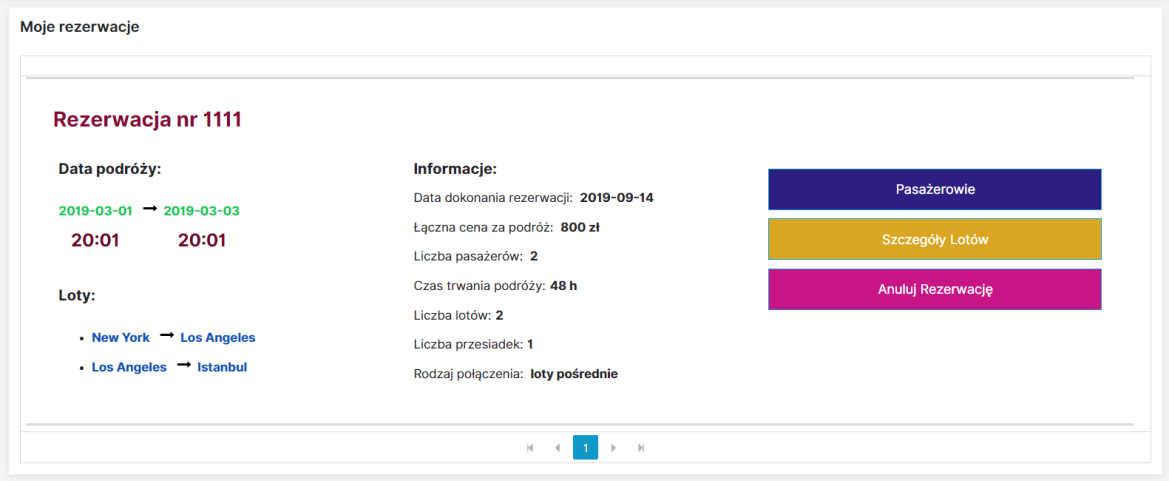 Moje rezerwacje
Rezerwacja nr 1111
Data podróży:
2019-03-01 → 2019-03-03
20:01 20:01
Loty:
• New York → Los Angeles
• Los Angeles → Istanbul
Informacje:
Data dokonania rezerwacji: 2019-09-14
Łączna cena za podróż: 800 zł
Liczba pasażerów: 2
Czas trwania podróży: 48 h
Liczba lotów: 2
Liczba przesiadek: 1
Rodzaj połączenia: loty pośrednie
Pasażerowie
Szczegóły Lotów
Anuluj Rezerwację
1